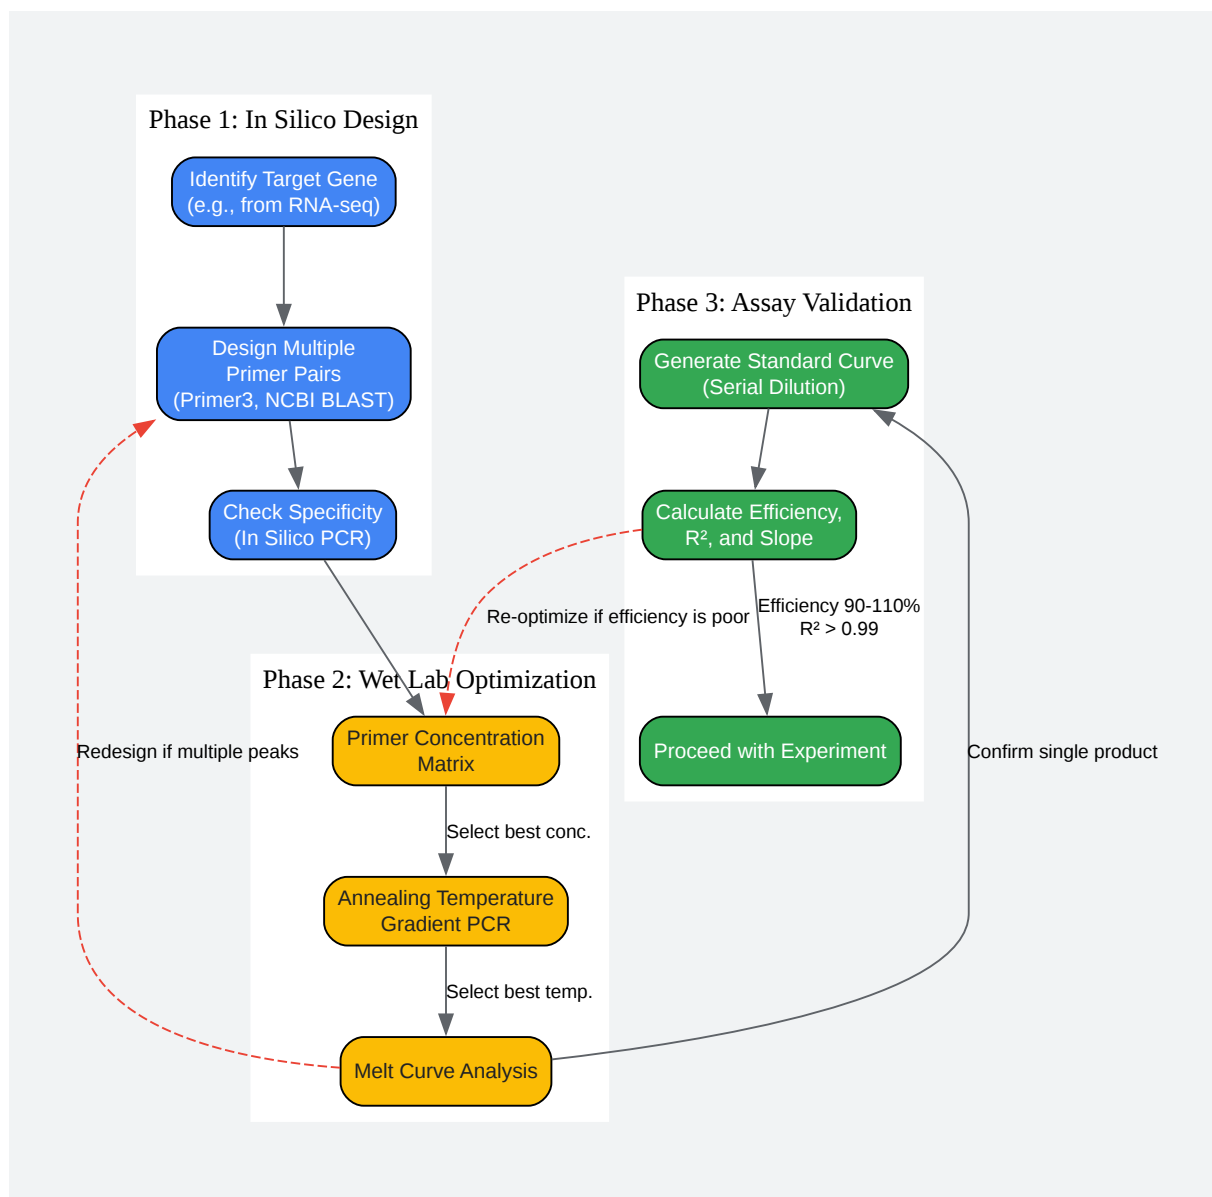 Phase 1: In Silico Design
Identify Target Gene
(e.g., from RNA-seq)
Design Multiple
Primer Pairs
(Primer3, NCBI BLAST)
Check Specificity
(In Silico PCR)
Phase 3: Assay Validation
Generate Standard Curve
(Serial Dilution)
Calculate Efficiency,
R², and Slope
Re-optimize if efficiency is poor
Efficiency 90-110%
R² > 0.99
Proceed with Experiment
Confirm single product
Phase 2: Wet Lab Optimization
Primer Concentration
Matrix
Redesign if multiple peaks
Select best conc.
Annealing Temperature
Gradient PCR
Select best temp.
Melt Curve Analysis